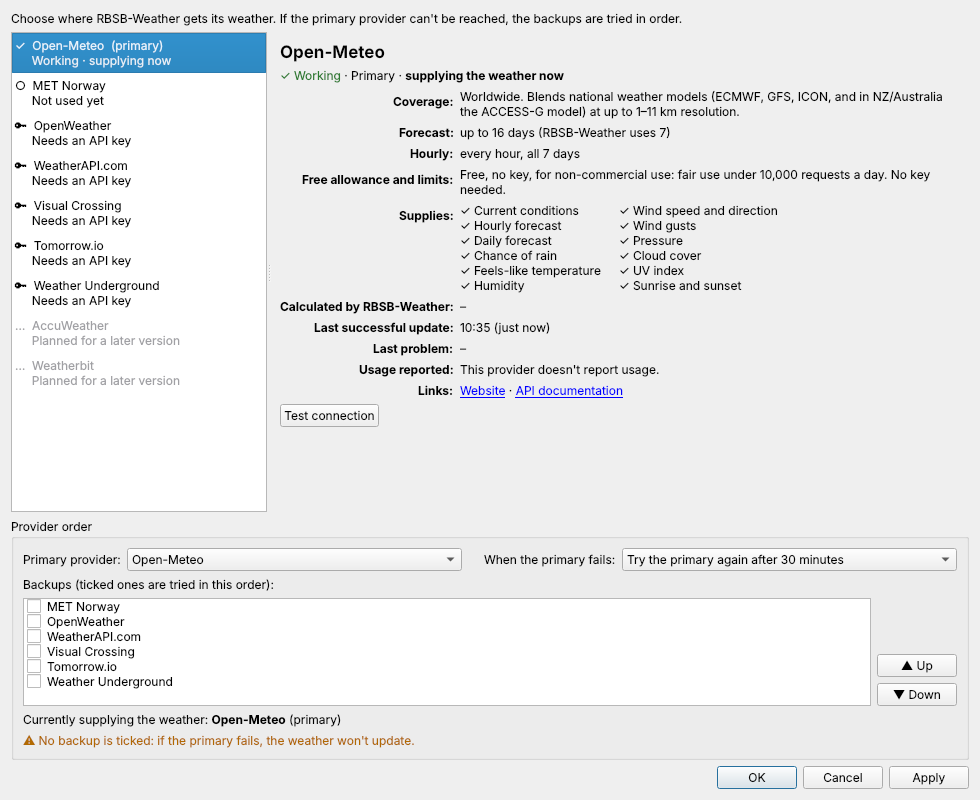 Choose where RBSB-Weather gets its weather. If the primary provider can't be reached, the backups are tried in order.
✓ Open-Meteo (primary)
Working · supplying now
MET Norway
Not used yet
OpenWeather
Needs an API key
WeatherAPI.com
Needs an API key
Visual Crossing
Needs an API key
Tomorrow.io
Needs an API key
Weather Underground
Needs an API key
... AccuWeather
Planned for a later version
... Weatherbit
Planned for a later version
Open-Meteo
✓ Working · Primary · supplying the weather now
Coverage: Worldwide. Blends national weather models (ECMWF, GFS, ICON, and in NZ/Australia
the ACCESS-G model) at up to 1–11 km resolution.
Forecast: up to 16 days (RBSB-Weather uses 7)
Hourly: every hour, all 7 days
Free allowance and limits: Free, no key, for non-commercial use: fair use under 10,000 requests a day. No key
needed.
Supplies: ✓ Current conditions ✓ Wind speed and direction
✓ Hourly forecast ✓ Wind gusts
✓ Daily forecast ✓ Pressure
✓ Chance of rain ✓ Cloud cover
✓ Feels-like temperature ✓ UV index
✓ Humidity ✓ Sunrise and sunset
Calculated by RBSB-Weather: –
Last successful update: 10:35 (just now)
Last problem: –
Usage reported: This provider doesn't report usage.
Links: Website · API documentation
Test connection
Provider order
Primary provider: Open-Meteo When the primary fails: Try the primary again after 30 minutes
Backups (ticked ones are tried in this order):
MET Norway
OpenWeather
WeatherAPI.com
Visual Crossing
Tomorrow.io
Weather Underground
▲ Up
▼ Down
Currently supplying the weather: Open-Meteo (primary)
⚠ No backup is ticked: if the primary fails, the weather won't update.
OK Cancel Apply